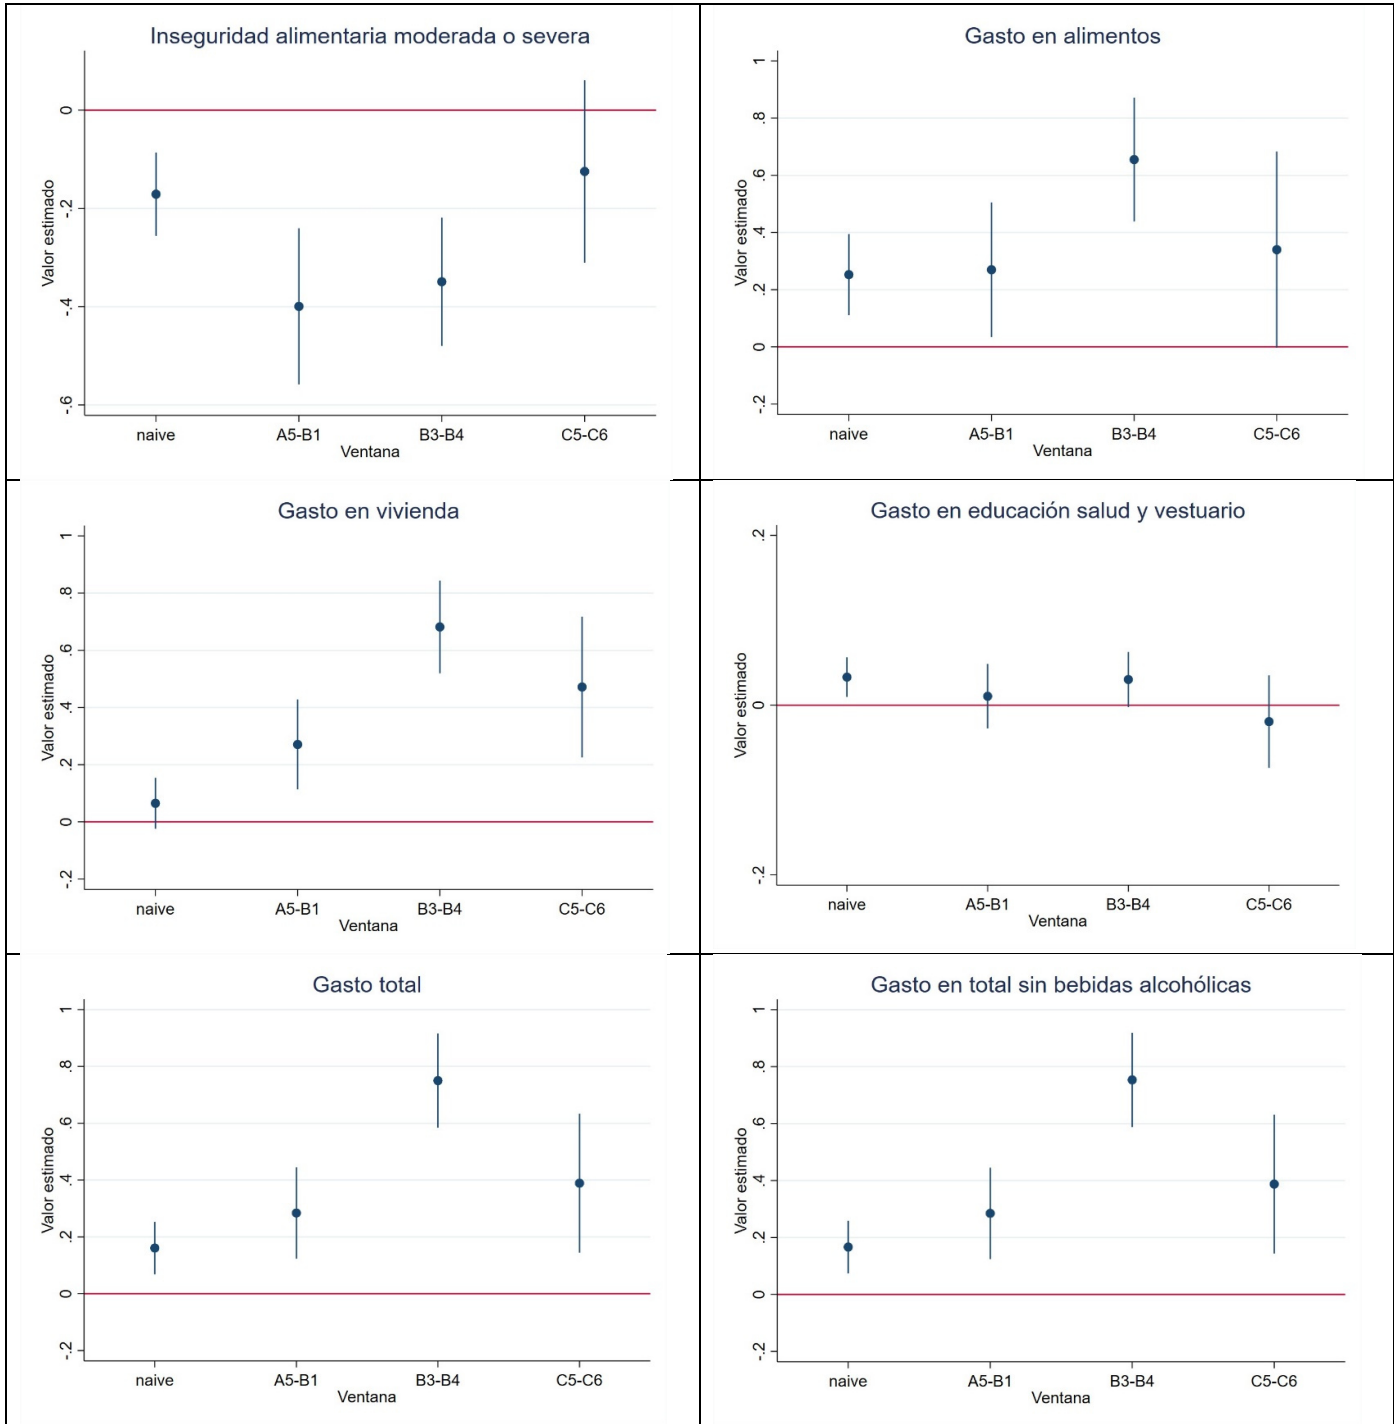 Inseguridad alimentaria moderada o severa
Valor estimado
0
-.2
-.4
-.6
naive A5-B1 B3-B4 C5-C6
Ventana
Gasto en alimentos
Valor estimado
1
.8
.6
.4
.2
0
-.2
naive A5-B1 B3-B4 C5-C6
Ventana
Gasto en vivienda
Valor estimado
1
.8
.6
.4
.2
0
-.2
naive A5-B1 B3-B4 C5-C6
Ventana
Gasto en educación salud y vestuario
Valor estimado
.2
0
-.2
naive A5-B1 B3-B4 C5-C6
Ventana
Gasto total
Valor estimado
1
.8
.6
.4
.2
0
-.2
naive A5-B1 B3-B4 C5-C6
Ventana
Gasto en total sin bebidas alcohólicas
Valor estimado
1
.8
.6
.4
.2
0
-.2
naive A5-B1 B3-B4 C5-C6
Ventana